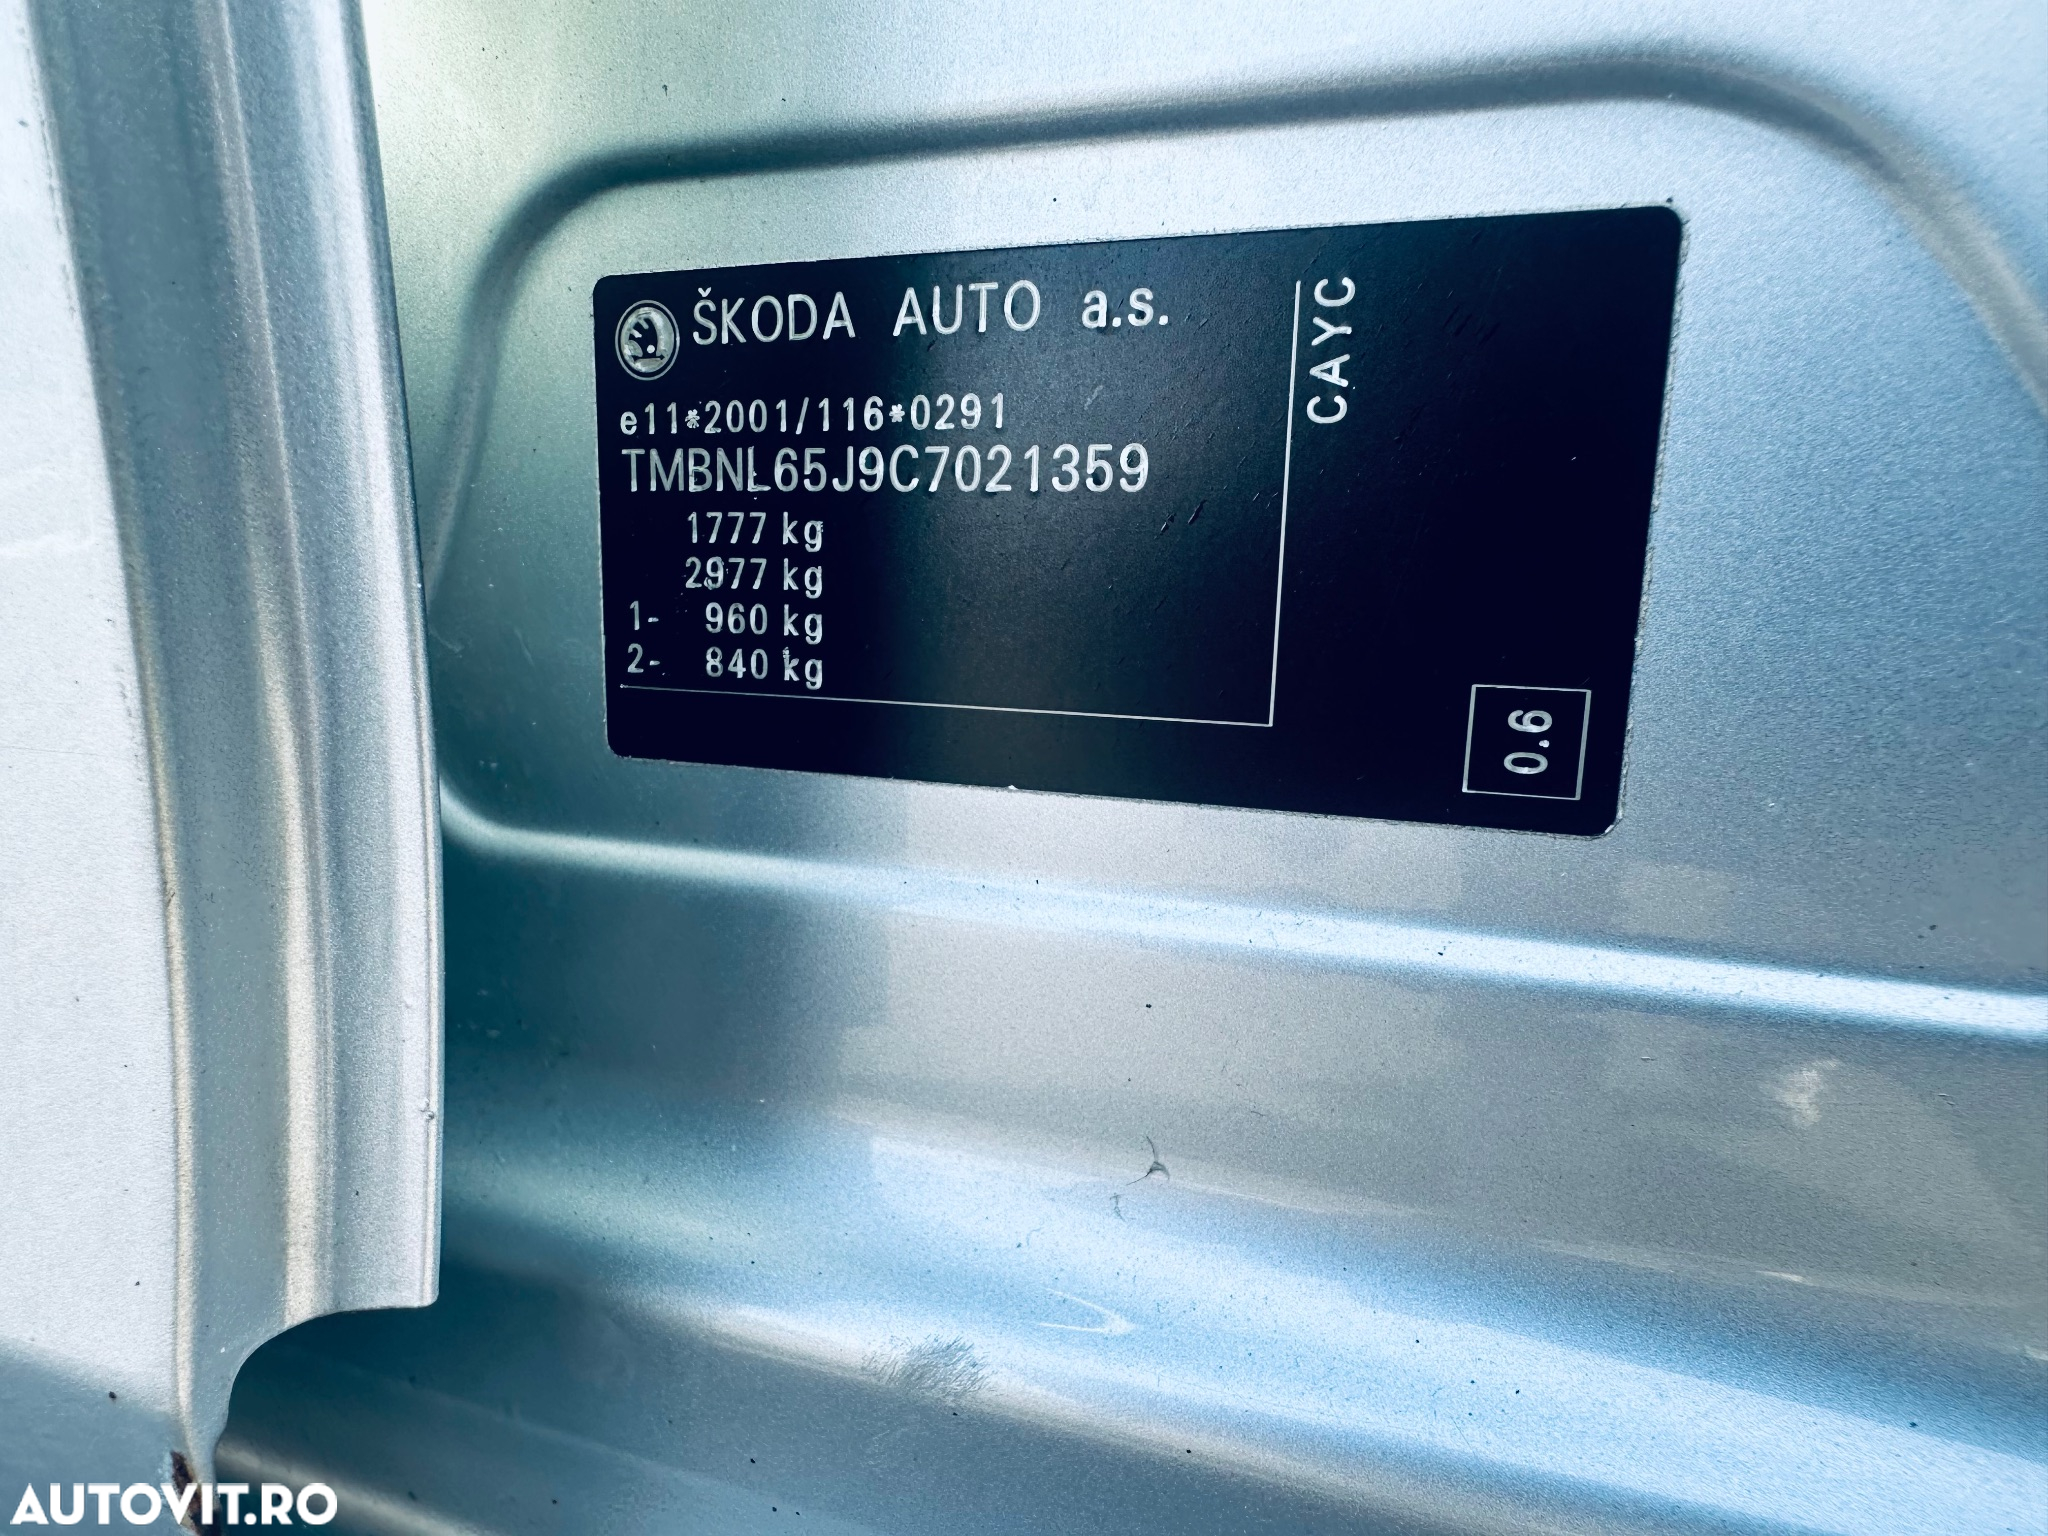 ŠKODA AUTO a.s.
e11*2001/116*0291
TMBNL65J9C7021359
1777 kg
2977 kg
1- 960 kg
2- 840 kg
CAYC
0.6
AUTOVIT.RO